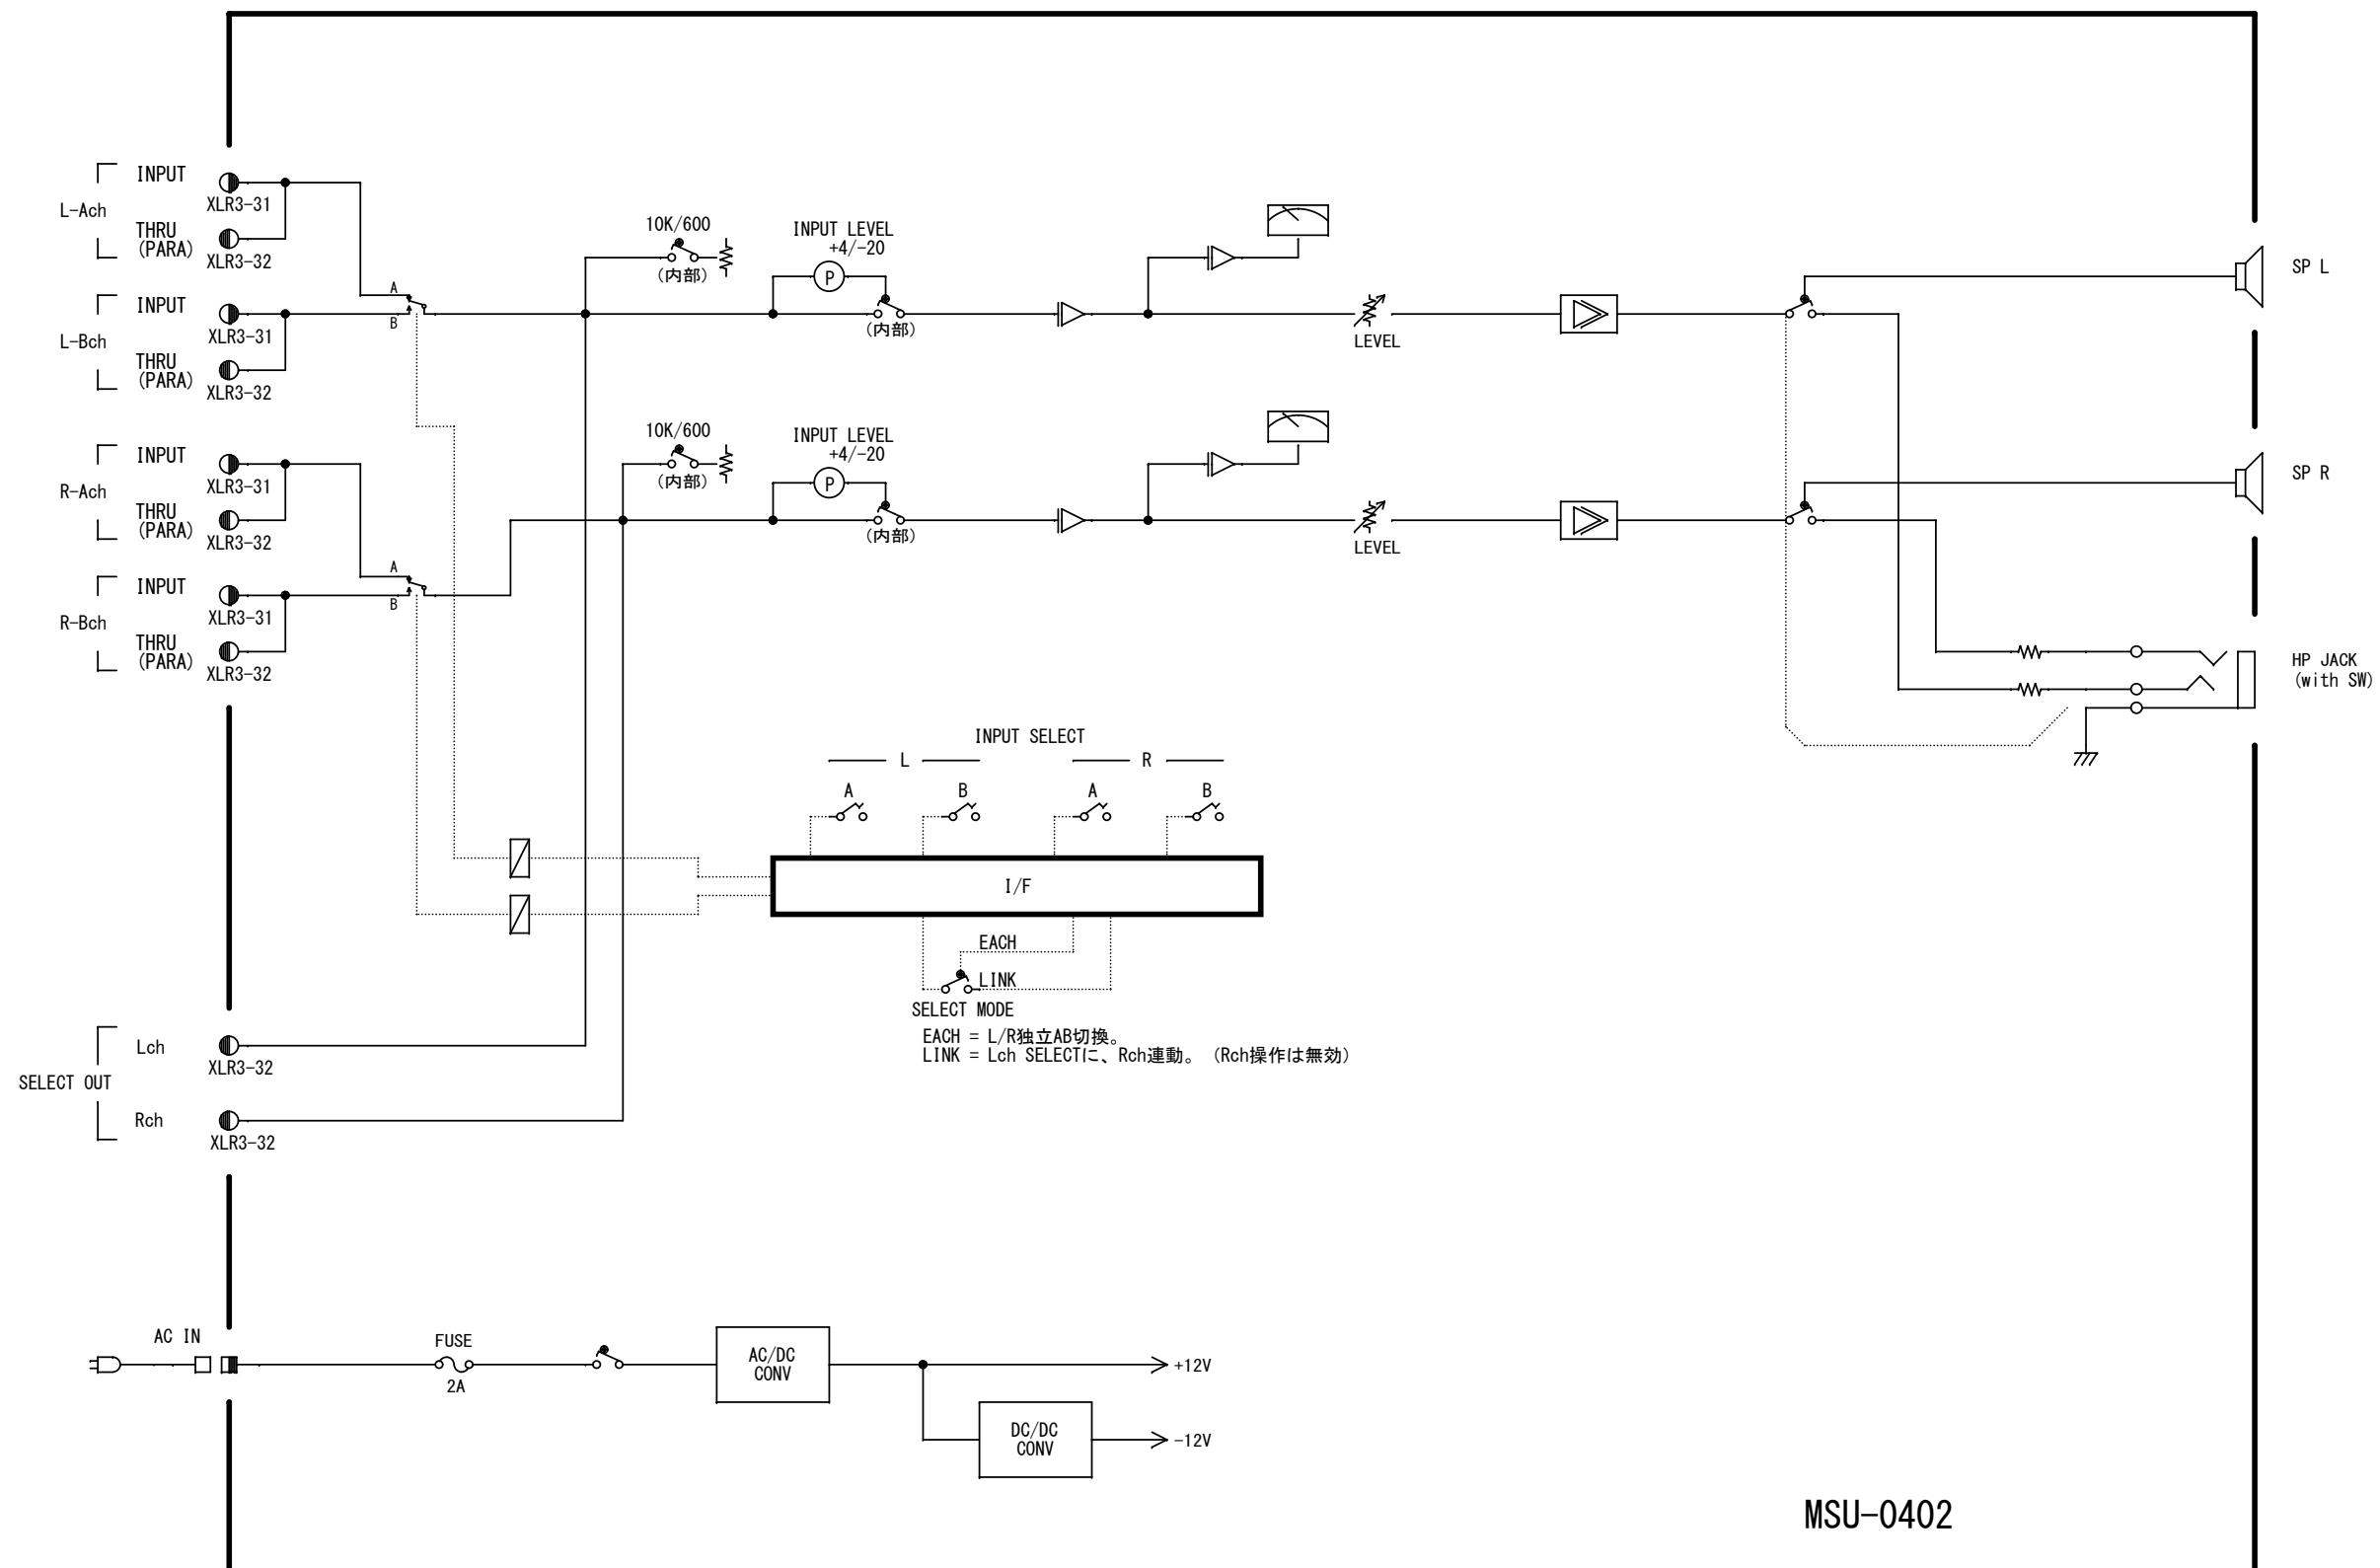 INPUT
XLR3-31
L-Ach
THRU
(PARA)
XLR3-32
INPUT
XLR3-31
L-Bch
THRU
(PARA)
XLR3-32
A
B
10K/600
(内部)
INPUT LEVEL
+4/-20
P
(内部)
LEVEL
SP L
INPUT
XLR3-31
R-Ach
THRU
(PARA)
XLR3-32
INPUT
XLR3-31
R-Bch
THRU
(PARA)
XLR3-32
A
B
10K/600
(内部)
INPUT LEVEL
+4/-20
P
(内部)
LEVEL
SP R
HP JACK
(with SW)
INPUT SELECT
L
R
A
B
A
B
I/F
EACH
LINK
SELECT MODE
EACH = L/R独立AB切換。
LINK = Lch SELECTに、Rch連動。 (Rch操作は無効)
Lch
XLR3-32
SELECT OUT
Rch
XLR3-32
AC IN
FUSE
2A
AC/DC
CONV
+12V
DC/DC
CONV
-12V
MSU-0402